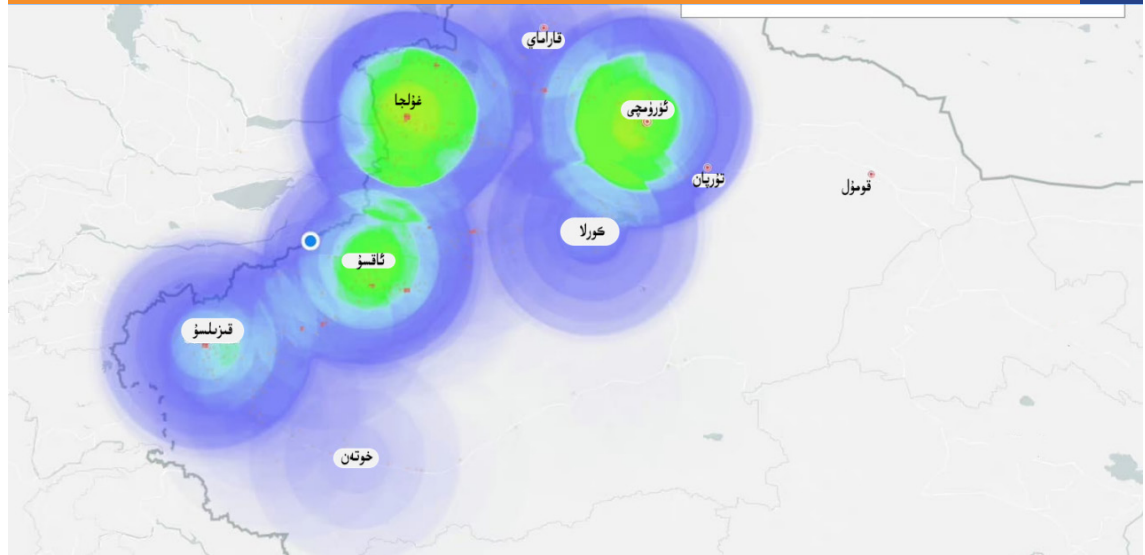 قاراماي
غۇلجا
ئۈرۈمچى
تۇرپان
قومۇل
كورلا
ئاقسۇ
قىزىلسۇ
خوتەن